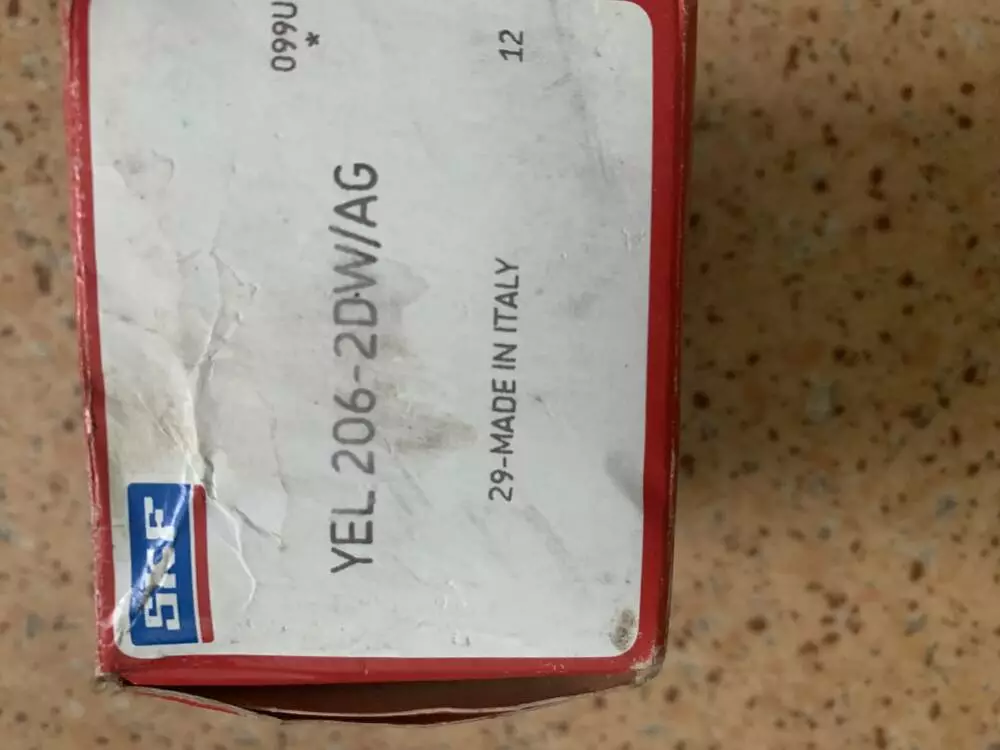 SKF
099U
*
YEL 206-2DW/AG
29-MADE IN ITALY
12